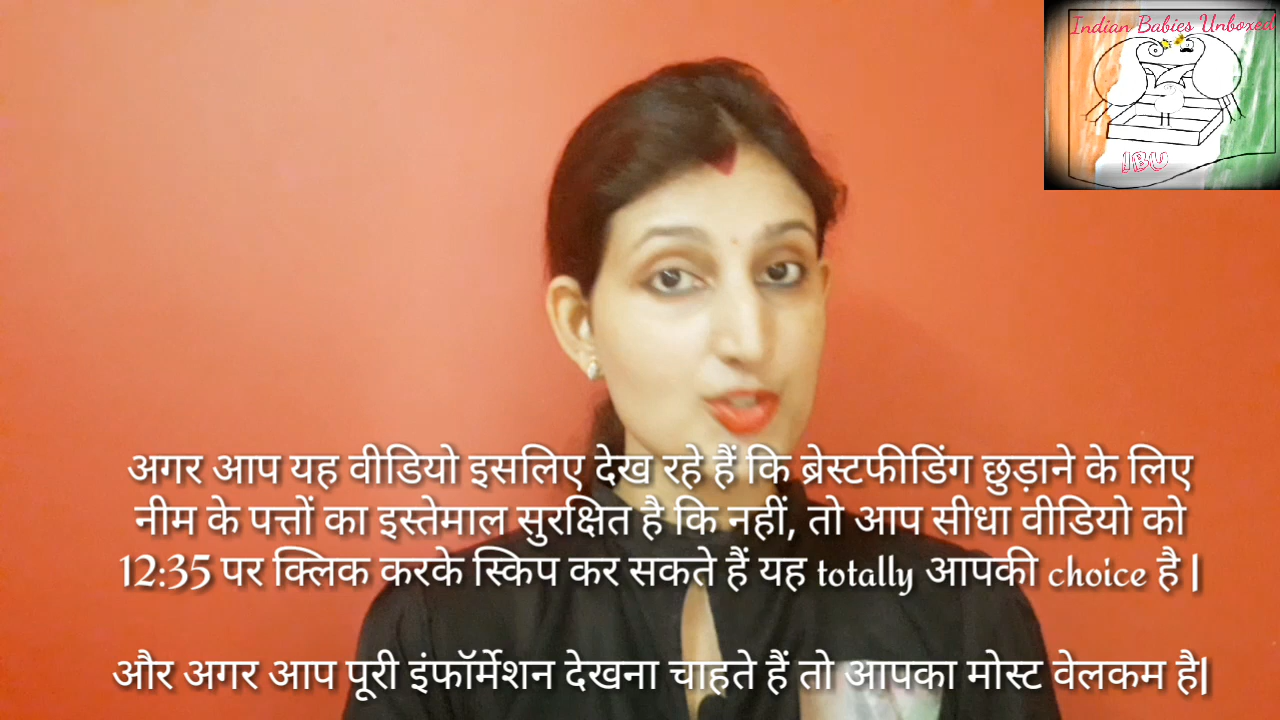 Indian Babies Unboxed
IBU
अगर आप यह वीडियो इसलिए देख रहे हैं कि ब्रेस्टफीडिंग छुड़ाने के लिए
नीम के पत्तों का इस्तेमाल सुरक्षित है कि नहीं, तो आप सीधा वीडियो को
12:35 पर क्लिक करके स्किप कर सकते हैं यह totally आपकी choice है |
और अगर आप पूरी इंफॉर्मेशन देखना चाहते हैं तो आपका मोस्ट वेलकम है|